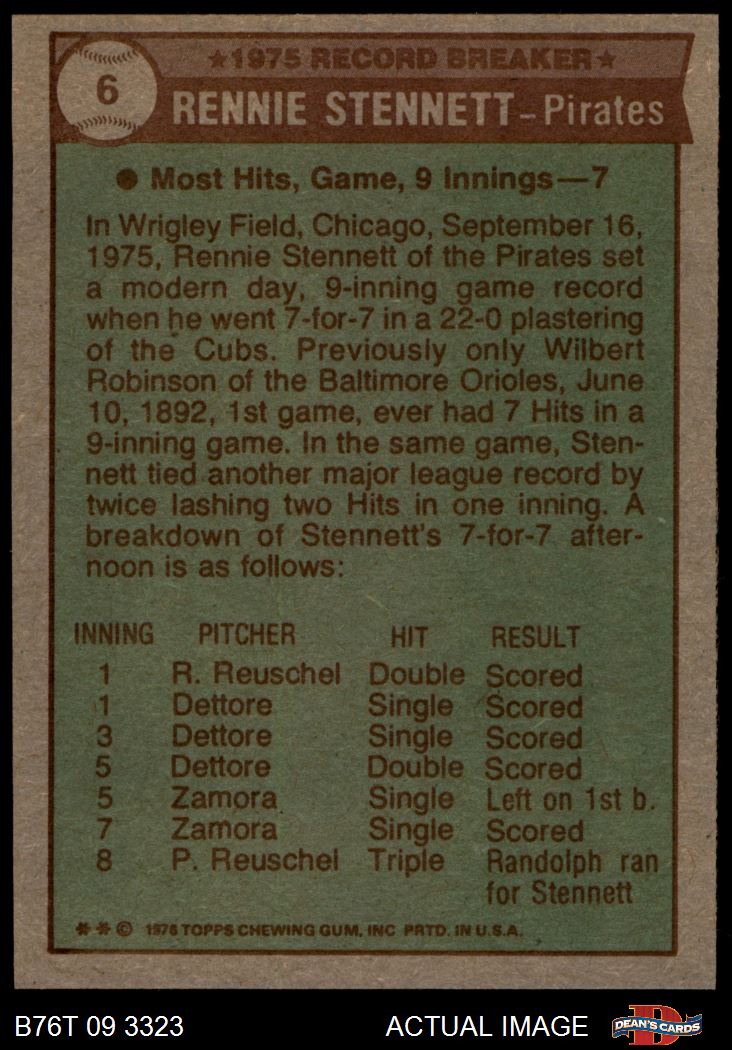 6
★1975 RECORD BREAKER★
RENNIE STENNETT–Pirates
● Most Hits, Game, 9 Innings—7
In Wrigley Field, Chicago, September 16,
1975, Rennie Stennett of the Pirates set
a modern day, 9-inning game record
when he went 7-for-7 in a 22-0 plastering
of the Cubs. Previously only Wilbert
Robinson of the Baltimore Orioles, June
10, 1892, 1st game, ever had 7 Hits in a
9-inning game. In the same game, Sten-
nett tied another major league record by
twice lashing two Hits in one inning. A
breakdown of Stennett's 7-for-7 after-
noon is as follows:
INNING PITCHER HIT RESULT
1 R. Reuschel Double Scored
1 Dettore Single Scored
3 Dettore Single Scored
5 Dettore Double Scored
5 Zamora Single Left on 1st b.
7 Zamora Single Scored
8 P. Reuschel Triple Randolph ran
for Stennett
✱ ✱ © 1976 TOPPS CHEWING GUM, INC PRTD. IN U.S.A.
B76T 09 3323 ACTUAL IMAGE D DEAN'S CARDS